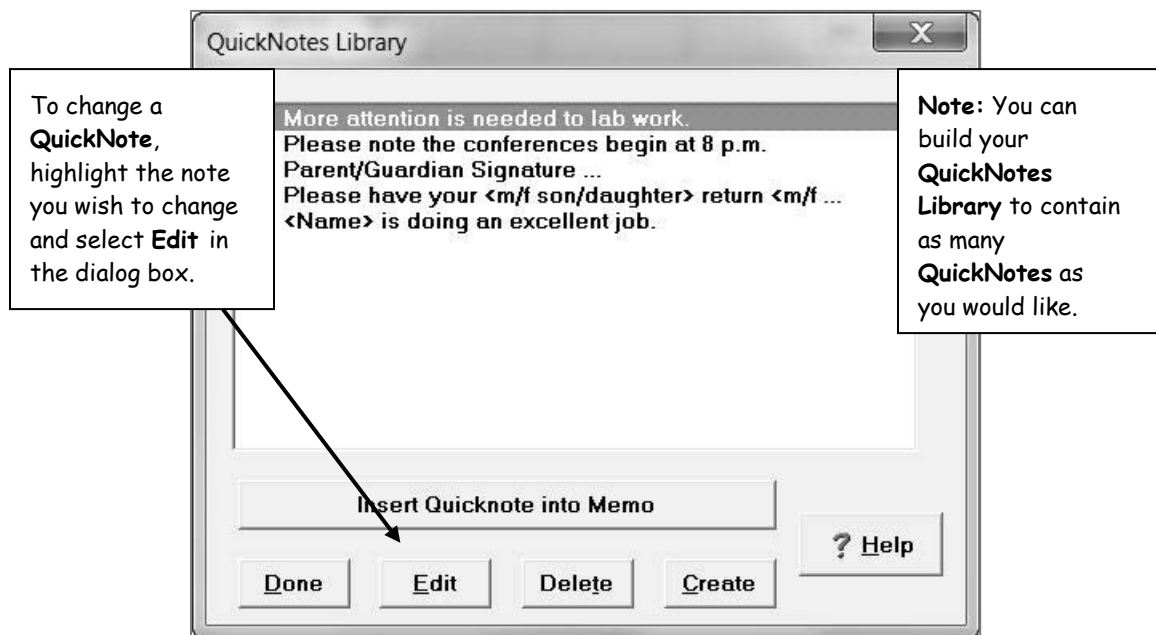 QuickNotes Library
X
To change a
QuickNote,
highlight the note
you wish to change
and select Edit in
the dialog box.
More attention is needed to lab work.
Please note the conferences begin at 8 p.m.
Parent/Guardian Signature ...
Please have your <m/f son/daughter> return <m/f ...
<Name> is doing an excellent job.
Note: You can
build your
QuickNotes
Library to contain
as many
QuickNotes as
you would like.
Insert Quicknote into Memo
? Help
Done
Edit
Delete
Create